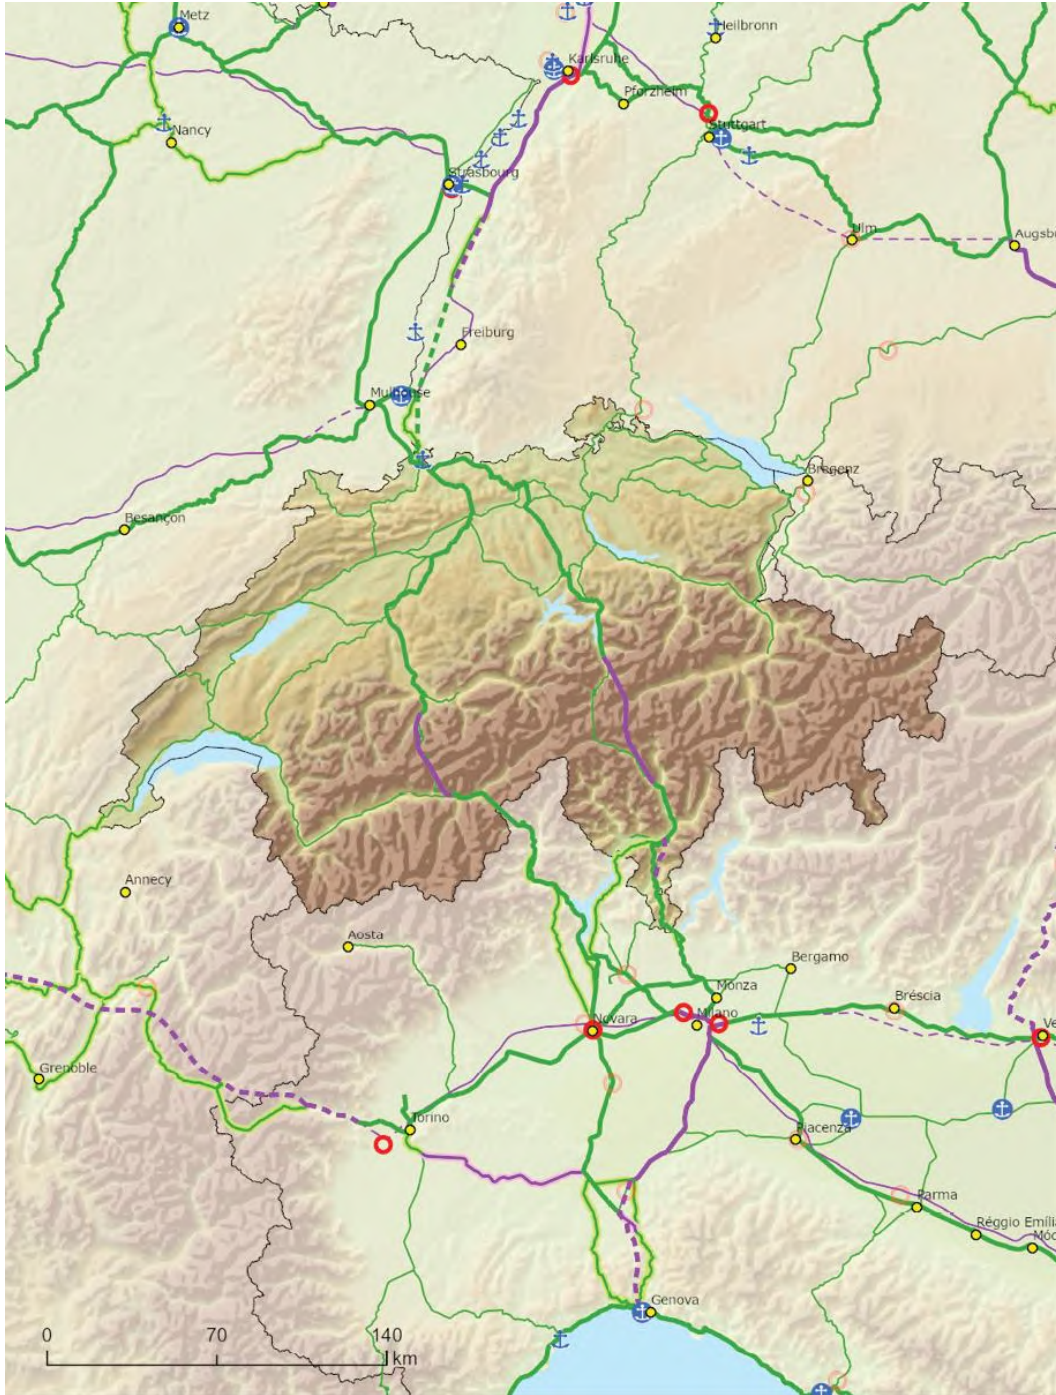 Metz
Heilbronn
Karlsruhe
Pforzheim
Nancy
Stuttgart
Strasbourg
Ulm
Freiburg
Mulhouse
Bregenz
Besançon
Annecy
Aosta
Bergamo
Monza
Bréscia
Novara
Milano
Grenoble
Torino
Piacenza
Parma
Réggio Emília
Genova
0 70 140
km